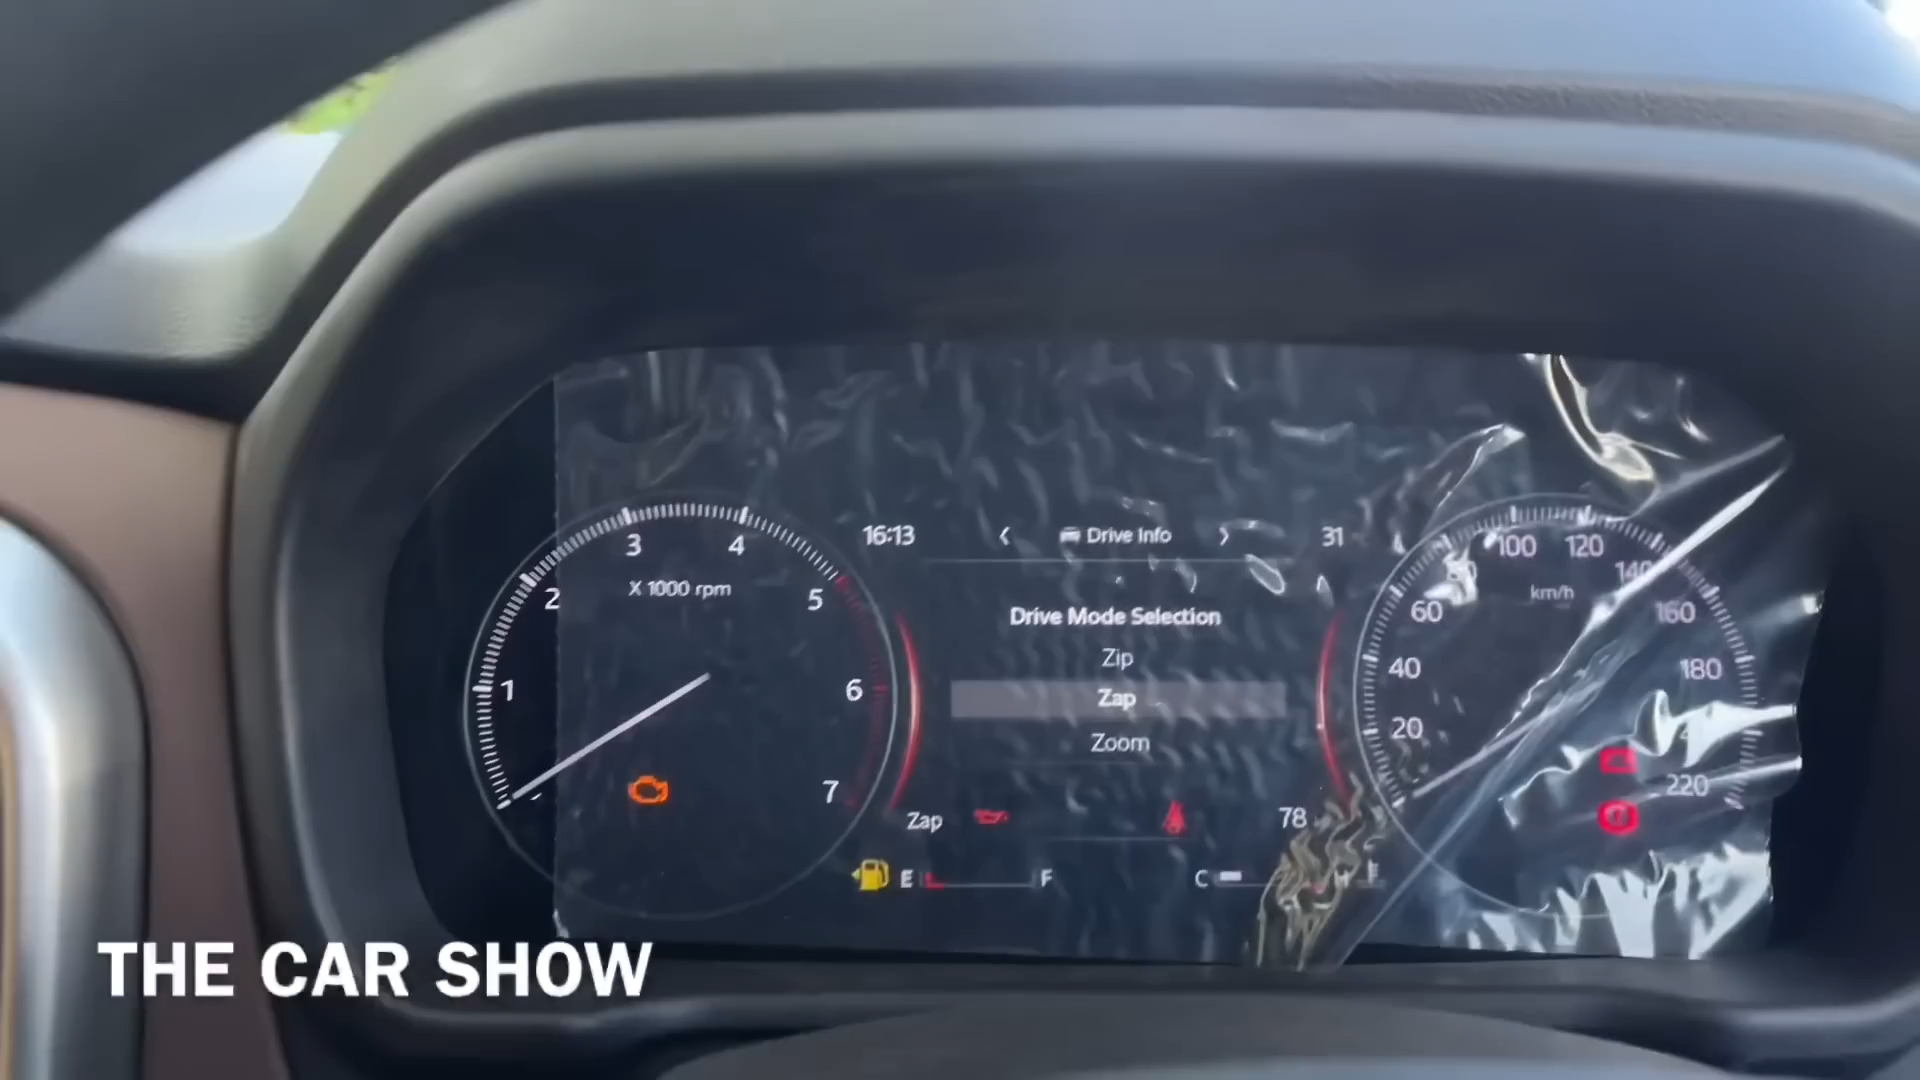 16:13
Drive Info
31
Drive Mode Selection
Zip
Zap
Zoom
Zap
78
E
F
C
H
1
2
3
4
5
6
7
X 1000 rpm
20
40
60
100
120
140
160
180
220
km/h
THE CAR SHOW